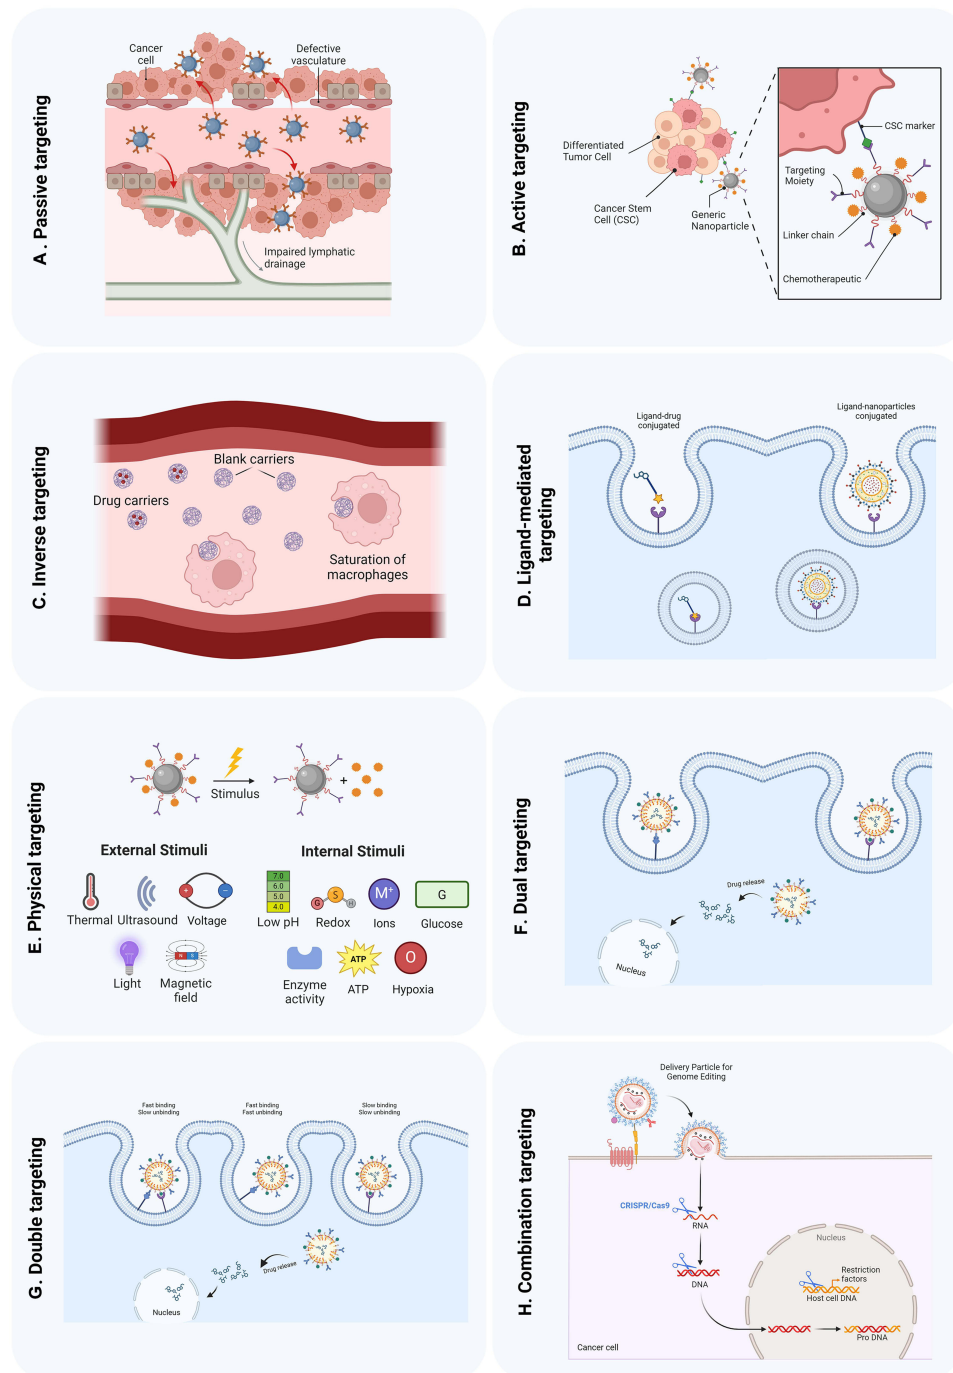 A . Passive targeting
Cancer
cell
Defective
vasculature
Impaired lymphatic
drainage
B. Active targeting
Differentiated
Tumor Cell
Cancer Stem
Cell (CSC)
Generic
Nanoparticle
CSC marker
Targeting
Moiety
Linker chain
Chemotherapeutic
C. Inverse targeting
Blank carriers
Drug carriers
Saturation of
macrophages
D. Ligand-mediated
targeting
Ligand-drug
conjugated
Ligand-nanoparticles
conjugated
E. Physical targeting
Stimulus
+
External Stimuli
Internal Stimuli
+
−
7.0
6.0
5.0
4.0
G
S
H
M+
G
Thermal
Ultrasound
Voltage
Low pH
Redox
Ions
Glucose
N
S
ATP
O
Light
Magnetic
field
Enzyme
activity
ATP
Hypoxia
F. Dual targeting
Drug release
Nucleus
G. Double targeting
Fast binding
Slow unbinding
Fast binding
Fast unbinding
Slow binding
Slow unbinding
Drug release
Nucleus
H. Combination targeting
Delivery Particle for
Genome Editing
CRISPR/Cas9
RNA
DNA
Nucleus
Restriction
factors
Host cell DNA
Pro DNA
Cancer cell